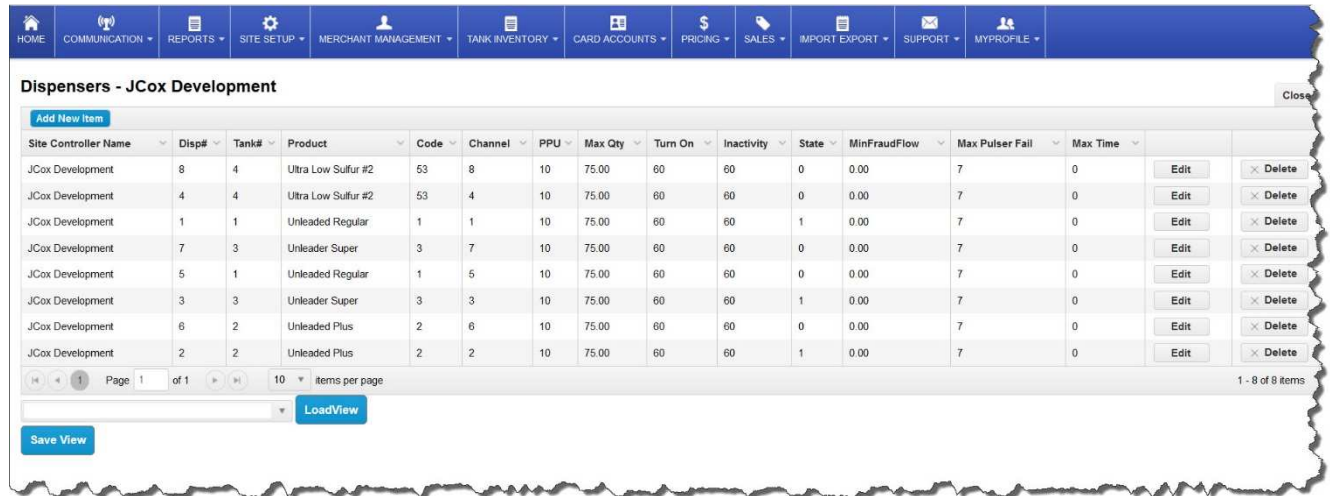 HOME COMMUNICATION REPORTS SITE SETUP MERCHANT MANAGEMENT TANK INVENTORY CARD ACCOUNTS PRICING SALES IMPORT EXPORT SUPPORT MYPROFILE
Dispensers - JCox Development
Close
Add New Item
Site Controller Name Disp# Tank# Product Code Channel PPU Max Qty Turn On Inactivity State MinFraudFlow Max Pulser Fail Max Time
JCox Development 8 4 Ultra Low Sulfur #2 53 8 10 75.00 60 60 0 0.00 7 0 Edit × Delete
JCox Development 4 4 Ultra Low Sulfur #2 53 4 10 75.00 60 60 0 0.00 7 0 Edit × Delete
JCox Development 1 1 Unleaded Regular 1 1 10 75.00 60 60 1 0.00 7 0 Edit × Delete
JCox Development 7 3 Unleader Super 3 7 10 75.00 60 60 0 0.00 7 0 Edit × Delete
JCox Development 5 1 Unleaded Regular 1 5 10 75.00 60 60 0 0.00 7 0 Edit × Delete
JCox Development 3 3 Unleader Super 3 3 10 75.00 60 60 1 0.00 7 0 Edit × Delete
JCox Development 6 2 Unleaded Plus 2 6 10 75.00 60 60 0 0.00 7 0 Edit × Delete
JCox Development 2 2 Unleaded Plus 2 2 10 75.00 60 60 1 0.00 7 0 Edit × Delete
1 Page 1 of 1 10 items per page 1 - 8 of 8 items
LoadView
Save View